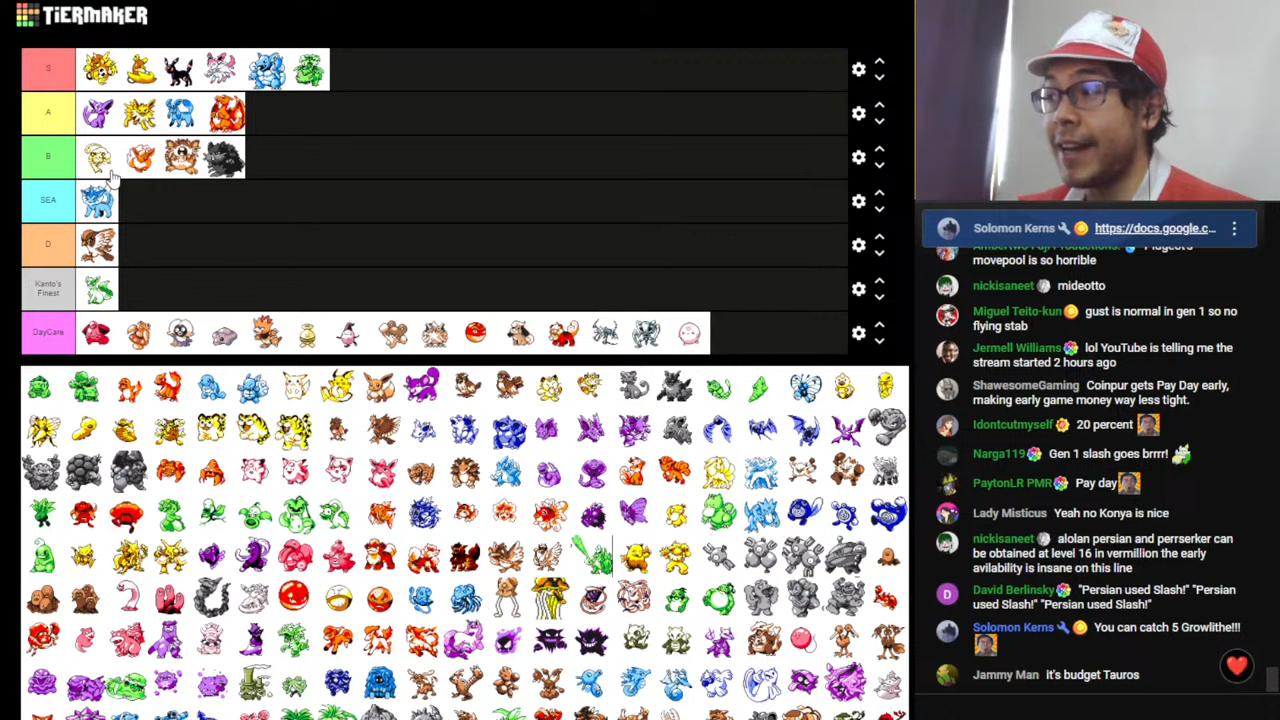 TIERMAKER
S
A
B
SEA
D
Kanto's
Finest
DayCare
Solomon Kerns https://docs.google.c...
movepool is so horrible
nickisaneet mideotto
Miguel Teito-kun gust is normal in gen 1 so no
flying stab
Jermell Williams lol YouTube is telling me the
stream started 2 hours ago
ShawesomeGaming Coinpur gets Pay Day early,
making early game money way less tight.
Idontcutmyself 20 percent
Narga119 Gen 1 slash goes brrr!
PaytonLR PMR Pay day
Lady Misticus Yeah no Konya is nice
nickisaneet alolan persian and perrserker can
be obtained at level 16 in vermillion the early
avilability is insane on this line
David Berlinsky "Persian used Slash!" "Persian
used Slash!" "Persian used Slash!"
Solomon Kerns You can catch 5 Growlithe!!!
Jammy Man it's budget Tauros